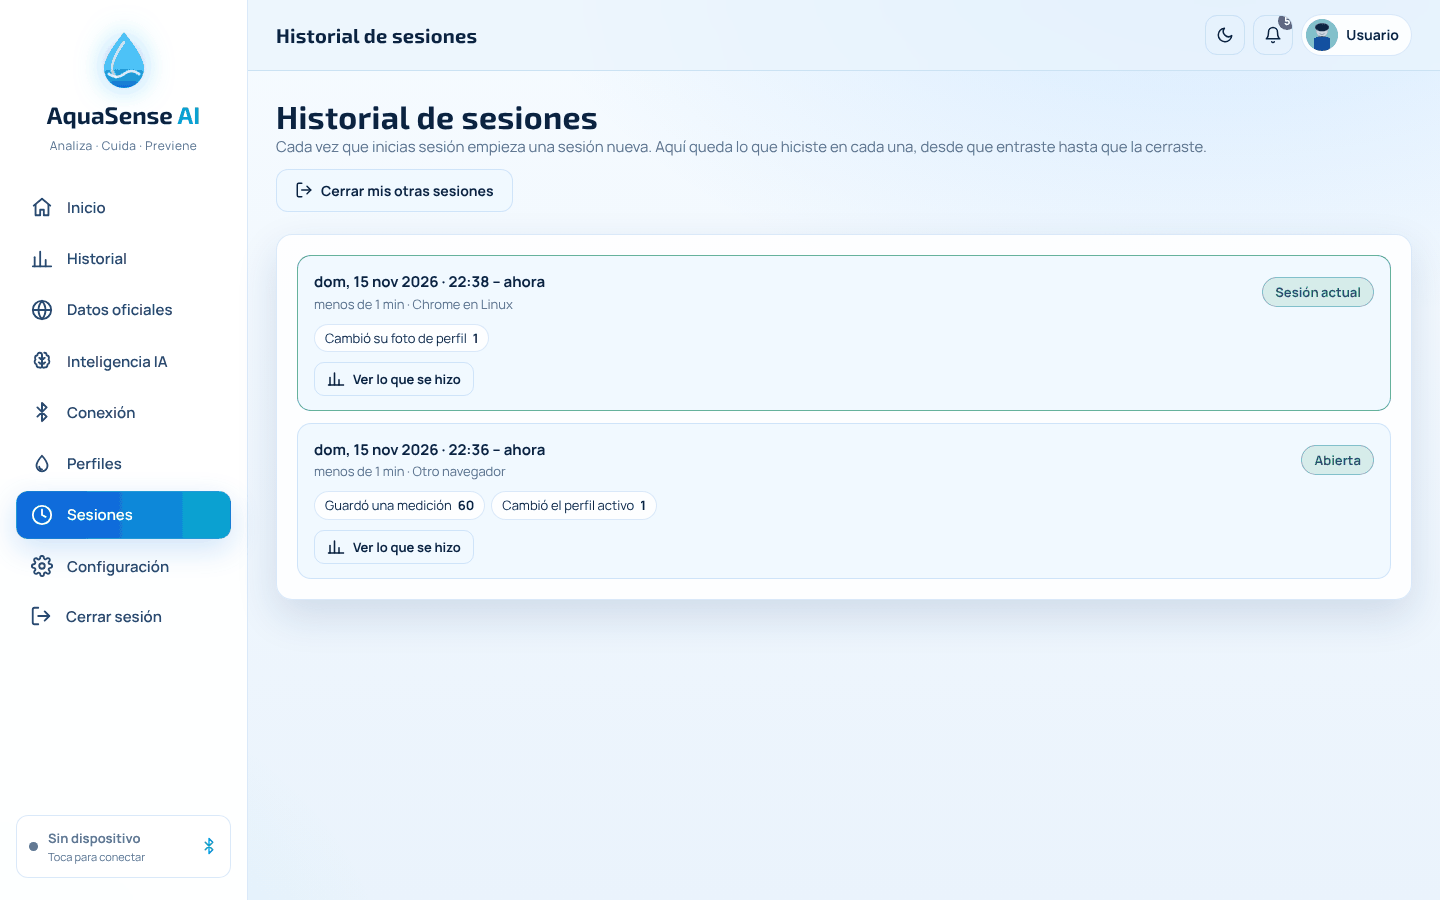 AquaSense AI
Analiza · Cuida · Previene
Inicio
Historial
Datos oficiales
Inteligencia IA
Conexión
Perfiles
Sesiones
Configuración
Cerrar sesión
Sin dispositivo
Toca para conectar
Historial de sesiones
Usuario
Historial de sesiones
Cada vez que inicias sesión empieza una sesión nueva. Aquí queda lo que hiciste en cada una, desde que entraste hasta que la cerraste.
Cerrar mis otras sesiones
dom, 15 nov 2026 · 22:38 – ahora
menos de 1 min · Chrome en Linux
Sesión actual
Cambió su foto de perfil 1
Ver lo que se hizo
dom, 15 nov 2026 · 22:36 – ahora
menos de 1 min · Otro navegador
Abierta
Guardó una medición 60 Cambió el perfil activo 1
Ver lo que se hizo